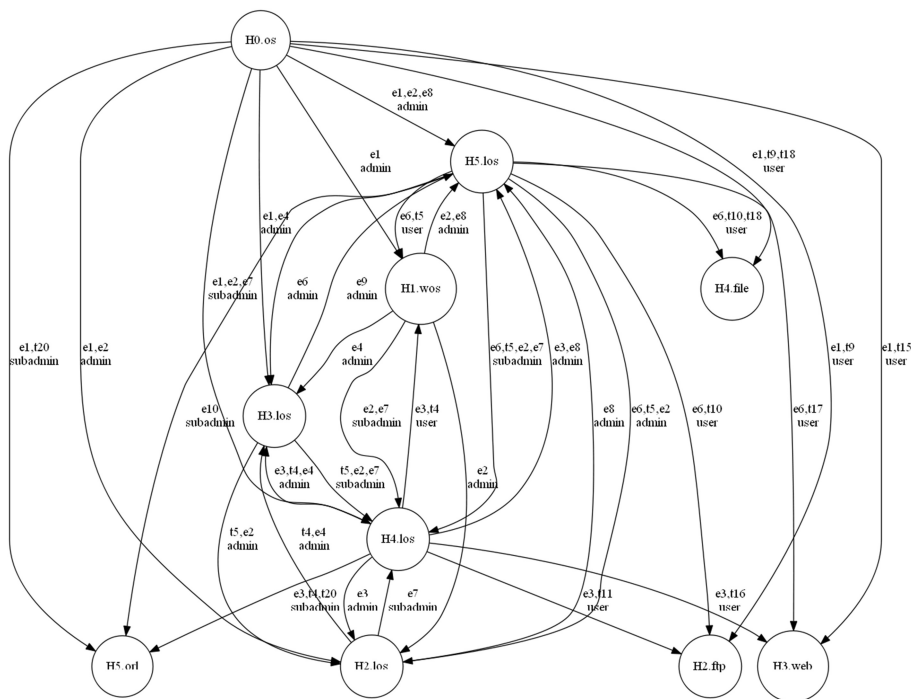 H0.os
e1,e2,e8
admin
e1
admin
e1,t9,t18
user
H5.los
e1,e4
admin
e6,t5
user
e2,e8
admin
e6,t10,t18
user
e1,e2,e7
subadmin
e6
admin
e9
admin
H1.wos
H4.file
e1,t20
subadmin
e1,e2
admin
e4
admin
e6,t5,e2,e7
subadmin
e3,e8
admin
e1,t9
user
e1,t15
user
e10
subadmin
H3.los
e2,e7
subadmin
e3,t4
user
e8
admin
e6,t5,e2
admin
e6,t10
user
e6,t17
user
e3,t4,e4
admin
t5,e2,e7
subadmin
e2
admin
t5,e2
admin
t4,e4
admin
H4.los
e3,t4,t20
subadmin
e3
admin
e7
subadmin
e3,t11
user
e3,t16
user
H5.orl
H2.los
H2.ftp
H3.web